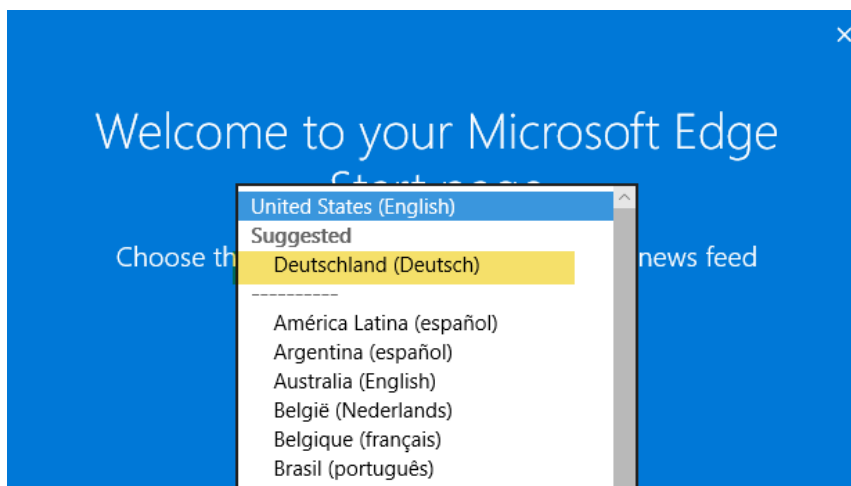 Welcome to your Microsoft Edge
United States (English)
Suggested
Choose
Deutschland (Deutsch)
news feed
----------
América Latina (español)
Argentina (español)
Australia (English)
België (Nederlands)
Belgique (français)
Brasil (português)